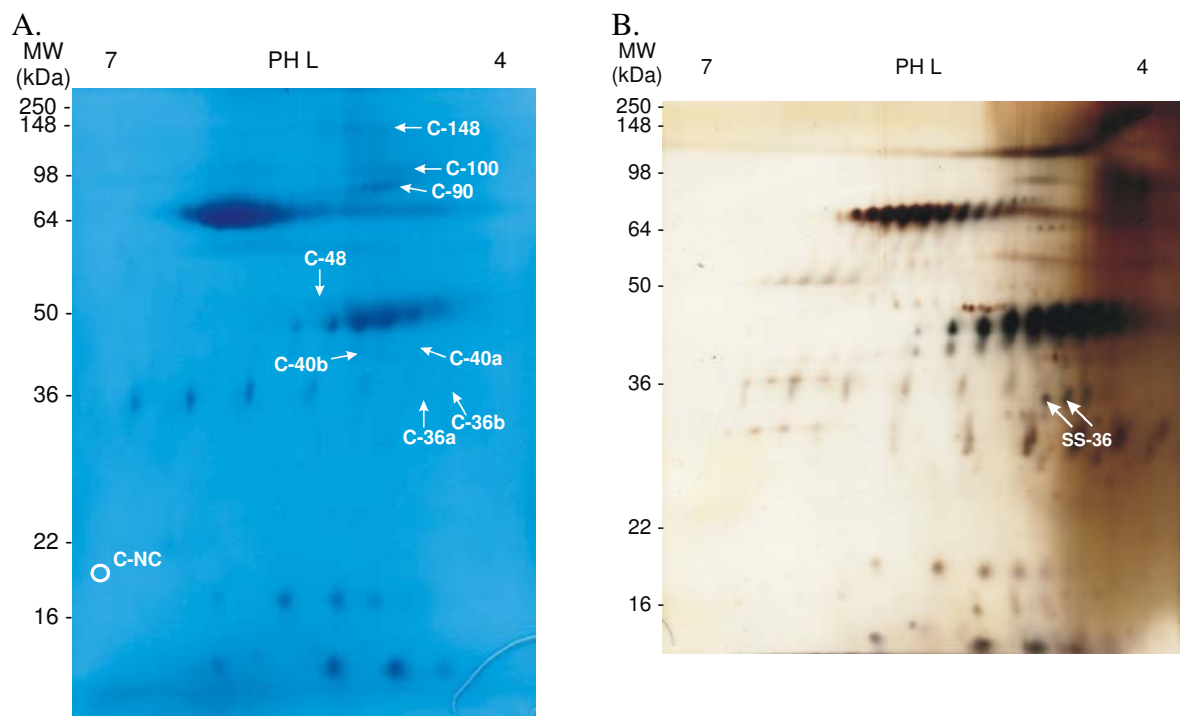 A.
MW
(kDa)
7 PH L 4
250 -
148 -
98 -
64 -
50 -
36 -
22 -
16 -
C-148
C-100
C-90
C-48
C-40b
C-40a
C-36a
C-36b
C-NC
B.
MW
(kDa)
7 PH L 4
250 -
148 -
98 -
64 -
50 -
36 -
22 -
16 -
SS-36